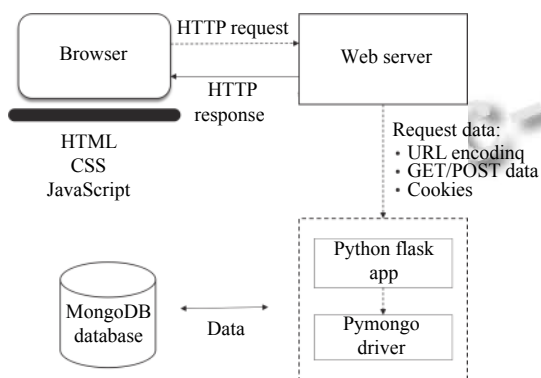 HTTP request
Browser
Web server
HTTP
response
HTML
CSS
JavaScript
Request data:
• URL encodinq
• GET/POST data
• Cookies
Python flask
app
MongoDB
database
Data
Pymongo
driver